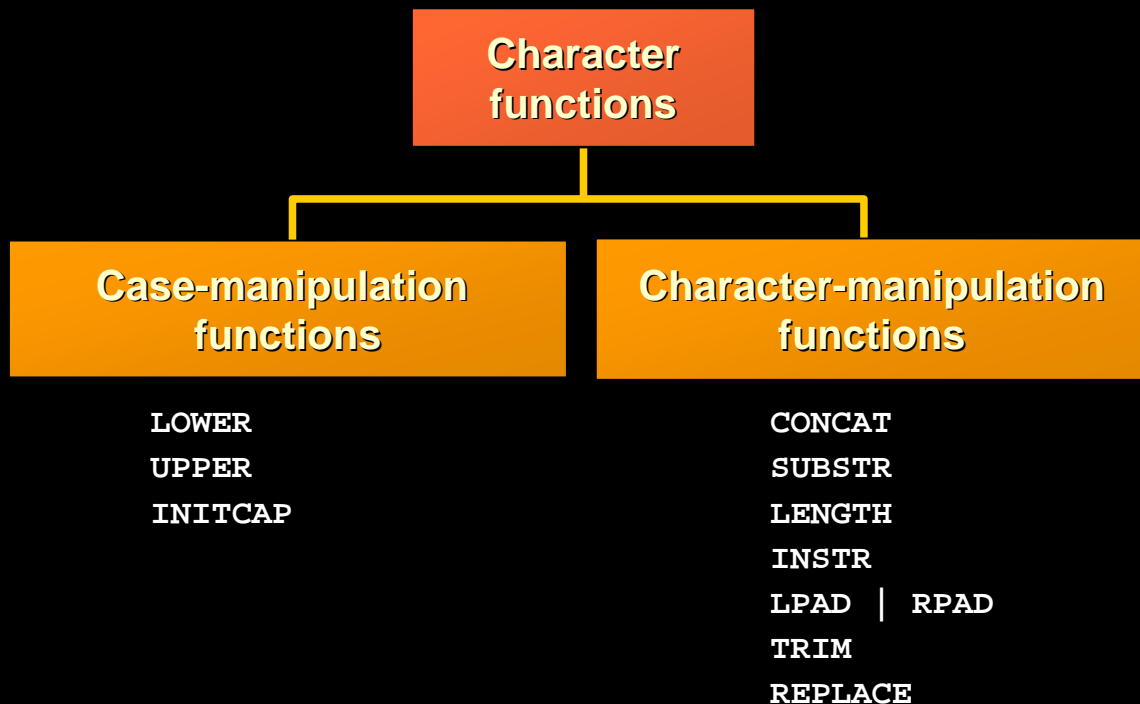 Character
functions
Case-manipulation
functions
Character-manipulation
functions
LOWER
UPPER
INITCAP
CONCAT
SUBSTR
LENGTH
INSTR
LPAD | RPAD
TRIM
REPLACE